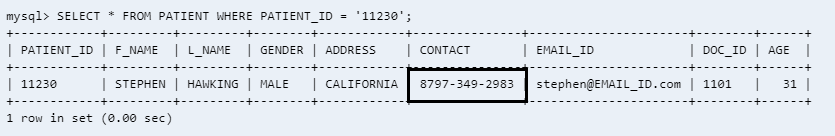 mysql> SELECT * FROM PATIENT WHERE PATIENT_ID = '11230';
+------------+---------+---------+--------+------------+---------------+----------------------+--------+------+
| PATIENT_ID | F_NAME | L_NAME | GENDER | ADDRESS | CONTACT | EMAIL_ID | DOC_ID | AGE |
+------------+---------+---------+--------+------------+---------------+----------------------+--------+------+
| 11230 | STEPHEN | HAWKING | MALE | CALIFORNIA | 8797-349-2983 | stephen@EMAIL_ID.com | 1101 | 31 |
+------------+---------+---------+--------+------------+---------------+----------------------+--------+------+
1 row in set (0.00 sec)